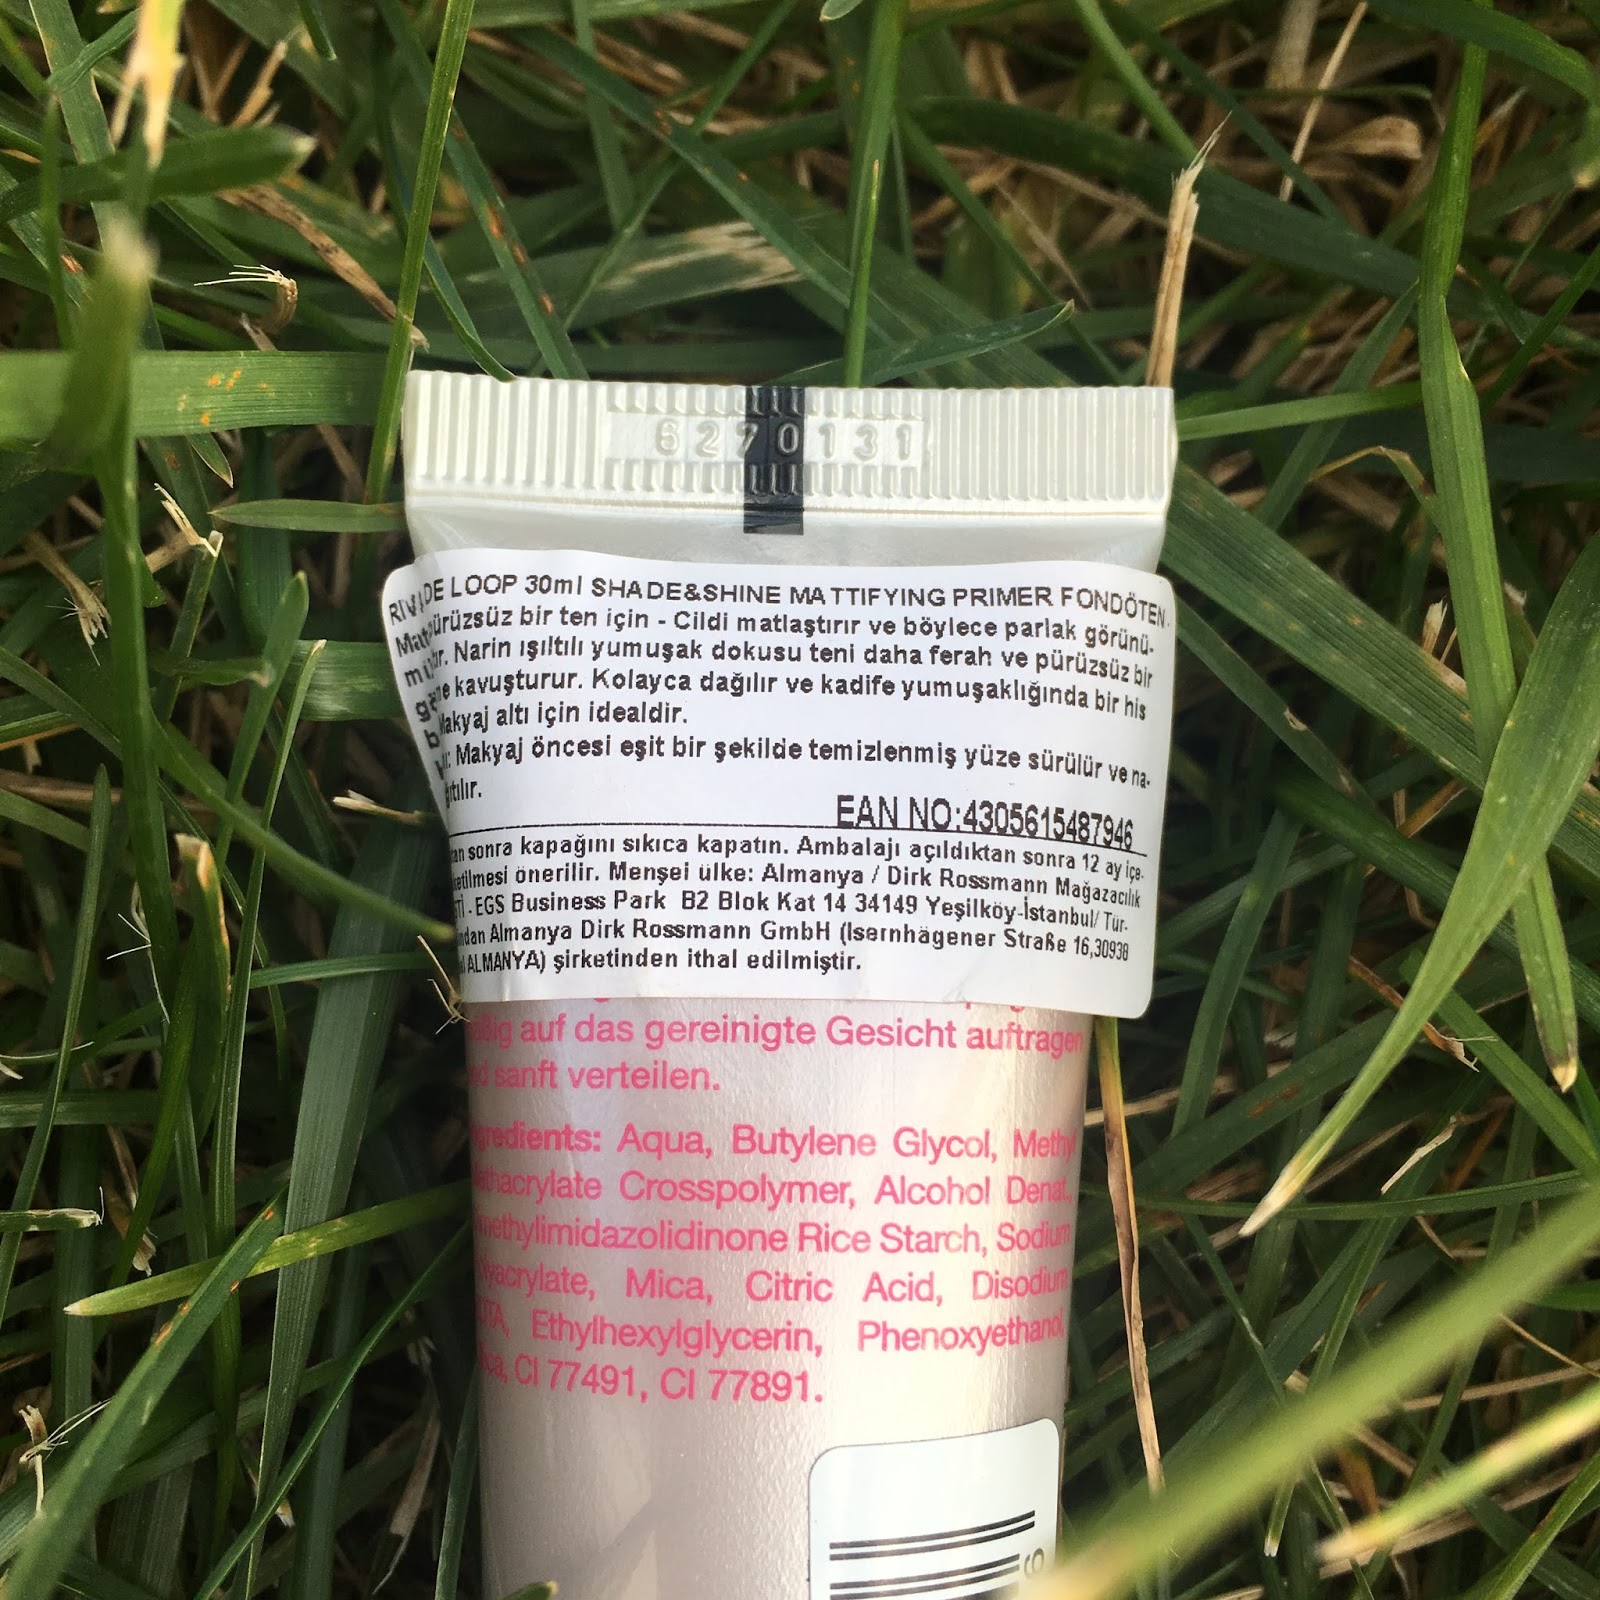 6270131
RIVA DE LOOP 30ml SHADE&SHINE MATTIFYING PRIMER FONDÖTEN -
pürüzsüz bir ten için - Cildi matlaştırır ve böylece parlak görünü-
Narin ışıltılı yumuşak dokusu teni daha ferah ve pürüzsüz bir
kavuşturur. Kolayca dağılır ve kadife yumuşaklığında bir his
Makyaj altı için idealdir.
Makyaj öncesi eşit bir şekilde temizlenmiş yüze sürülür ve na-
EAN NO:4305615487946
sonra kapağını sıkıca kapatın. Ambalajı açıldıktan sonra 12 ay içe-
önerilir. Menşei ülke: Almanya / Dirk Rossmann Mağazacılık
- EGS Business Park B2 Blok Kat 14 34149 Yeşilköy-İstanbul/ Tür-
Almanya Dirk Rossmann GmbH (Isernhägener Straße 16,30938
ALMANYA) şirketinden ithal edilmiştir.
auf das gereinigte Gesicht auftragen
sanft verteilen.
Ingredients: Aqua, Butylene Glycol, Methyl
Methacrylate Crosspolymer, Alcohol Denat.,
Rice Starch, Sodium
Mica, Citric Acid, Disodium
EDTA, Ethylhexylglycerin, Phenoxyethanol,
CI 77491, CI 77891.